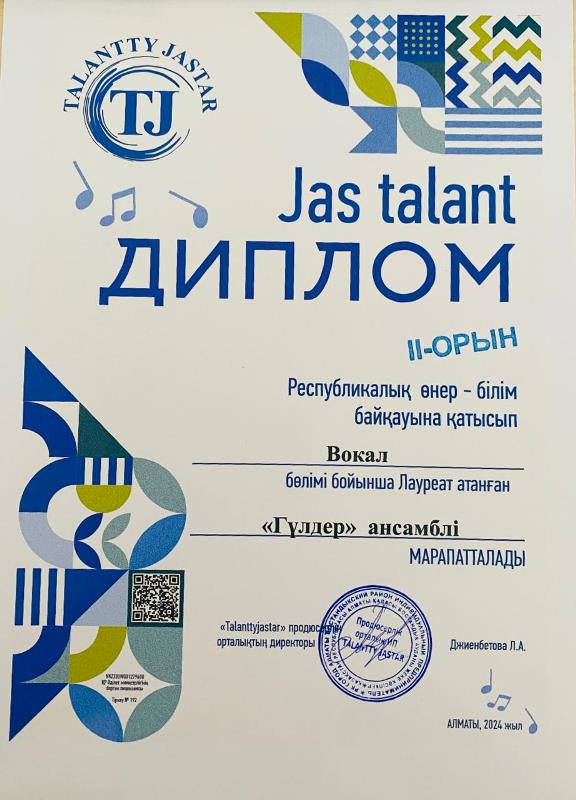 TALANTTY JASTAR
TJ
Jas talant
ДИПЛОМ
II-ОРЫН
Республикалық өнер - білім
байқауына қатысып
Вокал
бөлімі бойынша Лауреат атанған
«Гүлдер» ансамблі
МАРАПАТТАЛАДЫ
«Talanttyjastar» продюсерлік
орталықтың директоры
Продюсерлік
орталығы
TALANTTY JASTAR
Джиенбетова Л.А.
АЛМАТЫ, 2024 жыл